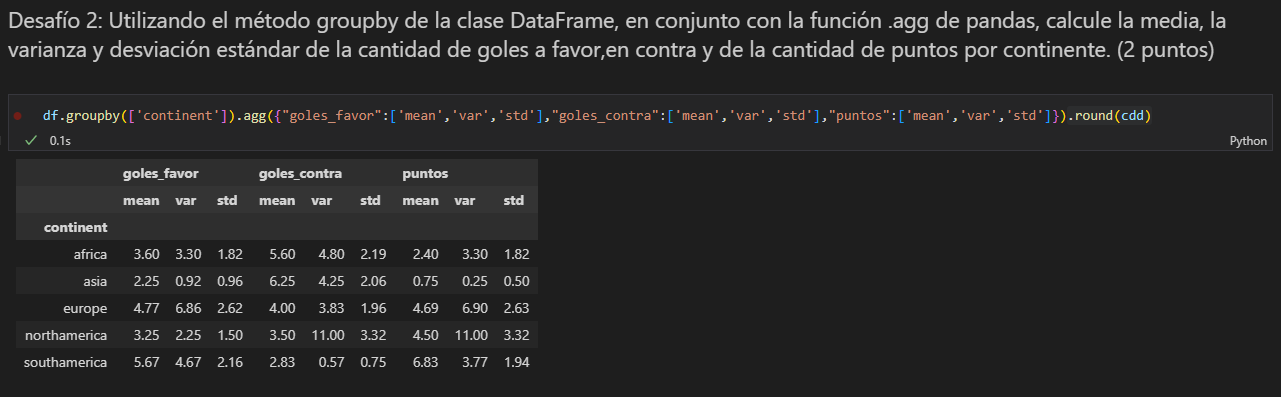 Desafío 2: Utilizando el método groupby de la clase DataFrame, en conjunto con la función .agg de pandas, calcule la media, la
varianza y desviación estándar de la cantidad de goles a favor,en contra y de la cantidad de puntos por continente. (2 puntos)
df.groupby(['continent']).agg({"goles_favor":['mean','var','std'],"goles_contra":['mean','var','std'],"puntos":['mean','var','std']}).round(cdd)
0.1s Python
goles_favor goles_contra puntos
mean var std mean var std mean var std
continent
africa 3.60 3.30 1.82 5.60 4.80 2.19 2.40 3.30 1.82
asia 2.25 0.92 0.96 6.25 4.25 2.06 0.75 0.25 0.50
europe 4.77 6.86 2.62 4.00 3.83 1.96 4.69 6.90 2.63
northamerica 3.25 2.25 1.50 3.50 11.00 3.32 4.50 11.00 3.32
southamerica 5.67 4.67 2.16 2.83 0.57 0.75 6.83 3.77 1.94